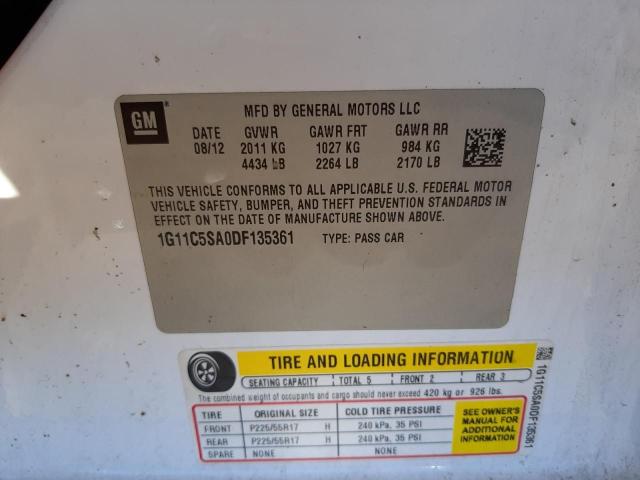 GM
MFD BY GENERAL MOTORS LLC
DATE GVWR GAWR FRT GAWR RR
08/12 2011 KG 1027 KG 984 KG
4434 LB 2264 LB 2170 LB
THIS VEHICLE CONFORMS TO ALL APPLICABLE U.S. FEDERAL MOTOR
VEHICLE SAFETY, BUMPER, AND THEFT PREVENTION STANDARDS IN
EFFECT ON THE DATE OF MANUFACTURE SHOWN ABOVE.
1G11C5SA0DF135361 TYPE: PASS CAR
TIRE AND LOADING INFORMATION
SEATING CAPACITY TOTAL 5 FRONT 2 REAR 3
The combined weight of occupants and cargo should never exceed 420 kg or 926 lbs.
TIRE ORIGINAL SIZE COLD TIRE PRESSURE
FRONT P225/55R17 H 240 kPa, 35 PSI
REAR P225/55R17 H 240 kPa, 35 PSI
SPARE NONE NONE
SEE OWNER'S
MANUAL FOR
ADDITIONAL
INFORMATION
1G11C5SA0DF135361